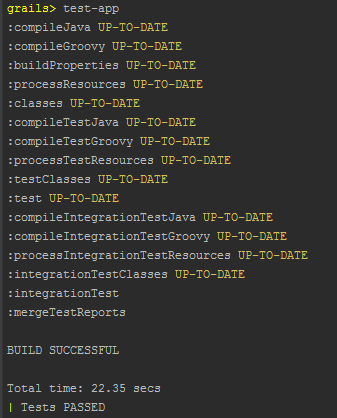 grails> test-app
:compileJava UP-TO-DATE
:compileGroovy UP-TO-DATE
:buildProperties UP-TO-DATE
:processResources UP-TO-DATE
:classes UP-TO-DATE
:compileTestJava UP-TO-DATE
:compileTestGroovy UP-TO-DATE
:processTestResources UP-TO-DATE
:testClasses UP-TO-DATE
:test UP-TO-DATE
:compileIntegrationTestJava UP-TO-DATE
:compileIntegrationTestGroovy UP-TO-DATE
:processIntegrationTestResources UP-TO-DATE
:integrationTestClasses UP-TO-DATE
:integrationTest
:mergeTestReports
BUILD SUCCESSFUL
Total time: 22.35 secs
| Tests PASSED